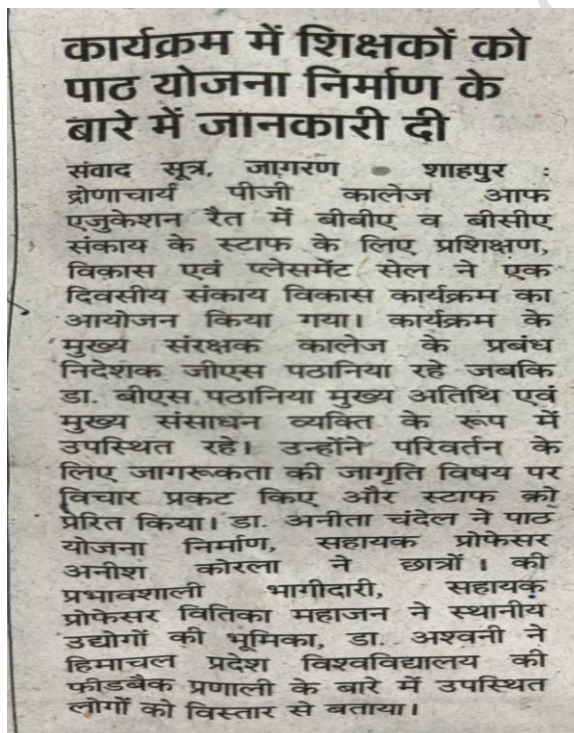 कार्यक्रम में शिक्षकों को
पाठ योजना निर्माण के
बारे में जानकारी दी
संवाद सूत्र, जागरण ● शाहपुर :
द्रोणाचार्य पीजी कालेज आफ
एजुकेशन रैत में बीबीए व बीसीए
संकाय के स्टाफ के लिए प्रशिक्षण,
विकास एवं प्लेसमेंट सेल ने एक
दिवसीय संकाय विकास कार्यक्रम का
आयोजन किया गया। कार्यक्रम के
मुख्य संरक्षक कालेज के प्रबंध
निदेशक जीएस पठानिया रहे जबकि
डा. बीएस पठानिया मुख्य अतिथि एवं
मुख्य संसाधन व्यक्ति के रूप में
उपस्थित रहे। उन्होंने परिवर्तन के
लिए जागरूकता की जागृति विषय पर
विचार प्रकट किए और स्टाफ को
प्रेरित किया। डा. अनीता चंदेल ने पाठ
योजना निर्माण, सहायक प्रोफेसर
अनीश कोरला ने छात्रों । की
प्रभावशाली भागीदारी, सहायक
प्रोफेसर वितिका महाजन ने स्थानीय
उद्योगों की भूमिका, डा. अश्वनी ने
हिमाचल प्रदेश विश्वविद्यालय की
फीडबैक प्रणाली के बारे में उपस्थित
लोगों को विस्तार से बताया।